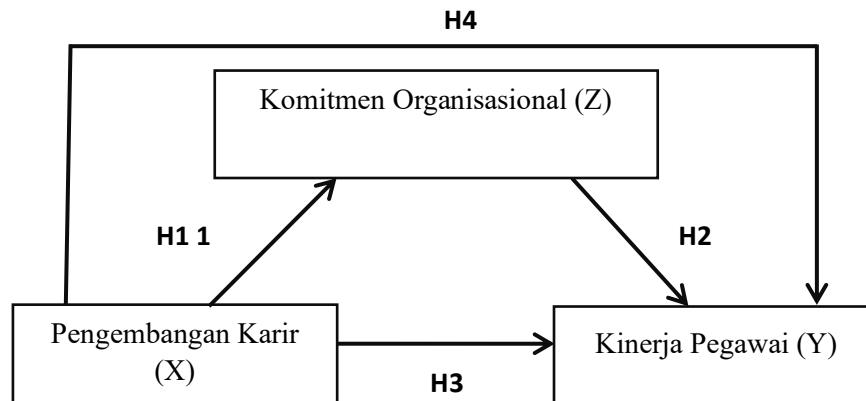 H4
Komitmen Organisasional (Z)
H1 1
H2
Pengembangan Karir
(X)
Kinerja Pegawai (Y)
H3